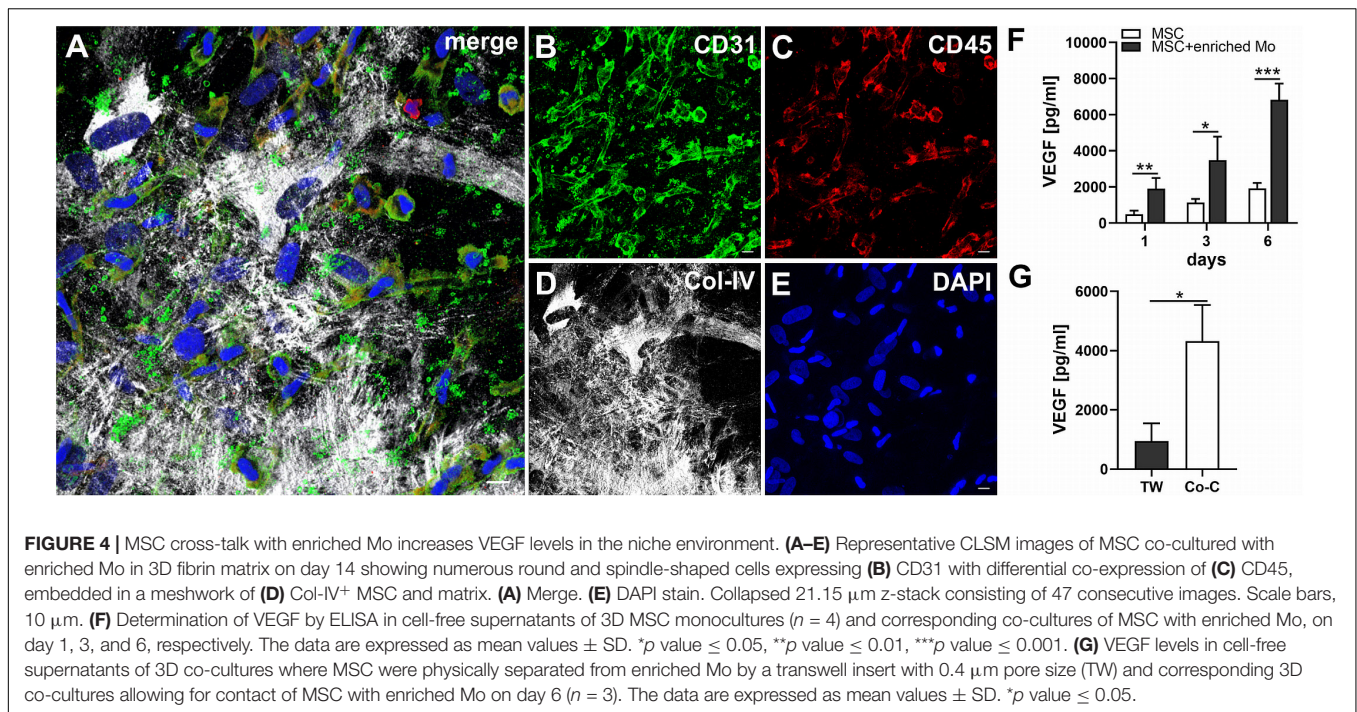 A
merge
B
CD31
C
CD45
D
Col-IV
E
DAPI
F
MSC
MSC+enriched Mo
VEGF [pg/ml]
10000
8000
6000
4000
2000
0
**
*
***
1 3 6
days
G
VEGF [pg/ml]
6000
4000
2000
0
*
TW Co-C
FIGURE 4 | MSC cross-talk with enriched Mo increases VEGF levels in the niche environment. (A–E) Representative CLSM images of MSC co-cultured with
enriched Mo in 3D fibrin matrix on day 14 showing numerous round and spindle-shaped cells expressing (B) CD31 with differential co-expression of (C) CD45,
embedded in a meshwork of (D) Col-IV⁺ MSC and matrix. (A) Merge. (E) DAPI stain. Collapsed 21.15 μm z-stack consisting of 47 consecutive images. Scale bars,
10 μm. (F) Determination of VEGF by ELISA in cell-free supernatants of 3D MSC monocultures (n = 4) and corresponding co-cultures of MSC with enriched Mo, on
day 1, 3, and 6, respectively. The data are expressed as mean values ± SD. *p value ≤ 0.05, **p value ≤ 0.01, ***p value ≤ 0.001. (G) VEGF levels in cell-free
supernatants of 3D co-cultures where MSC were physically separated from enriched Mo by a transwell insert with 0.4 μm pore size (TW) and corresponding 3D
co-cultures allowing for contact of MSC with enriched Mo on day 6 (n = 3). The data are expressed as mean values ± SD. *p value ≤ 0.05.